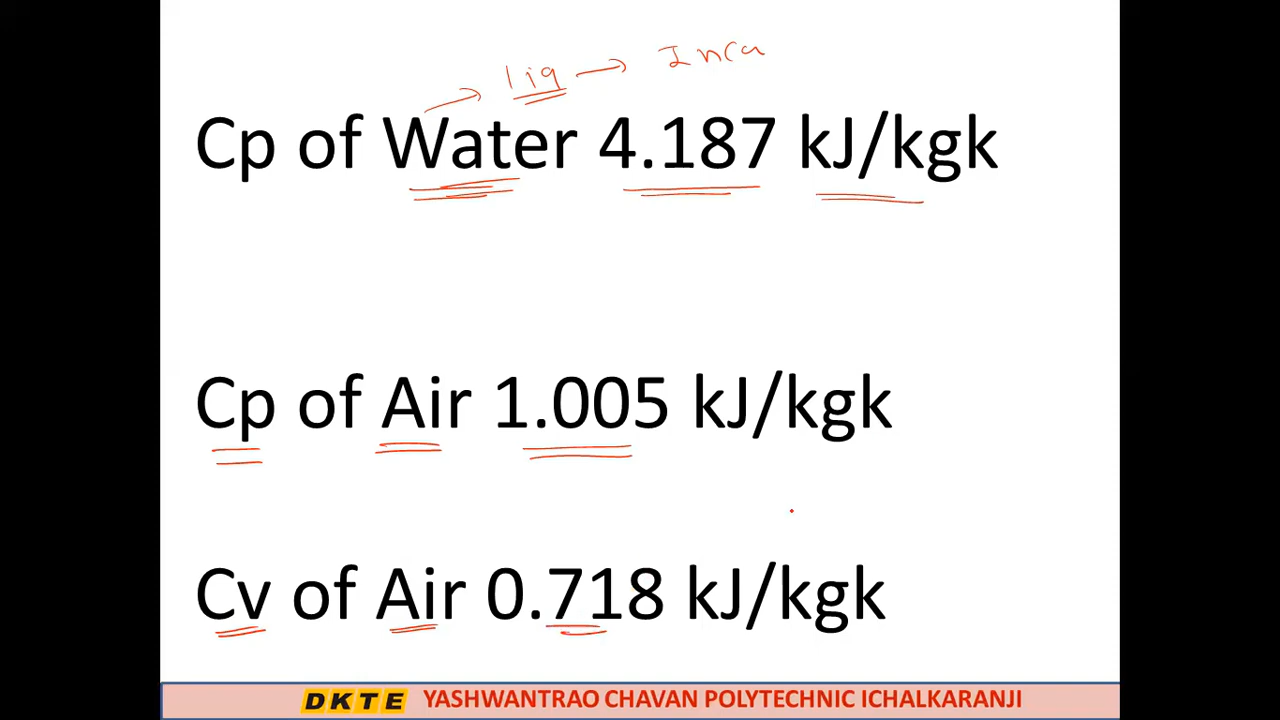 liq → Inco
Cp of Water 4.187 kJ/kgk
Cp of Air 1.005 kJ/kgk
Cv of Air 0.718 kJ/kgk
DKTE YASHWANTRAO CHAVAN POLYTECHNIC ICHALKARANJI